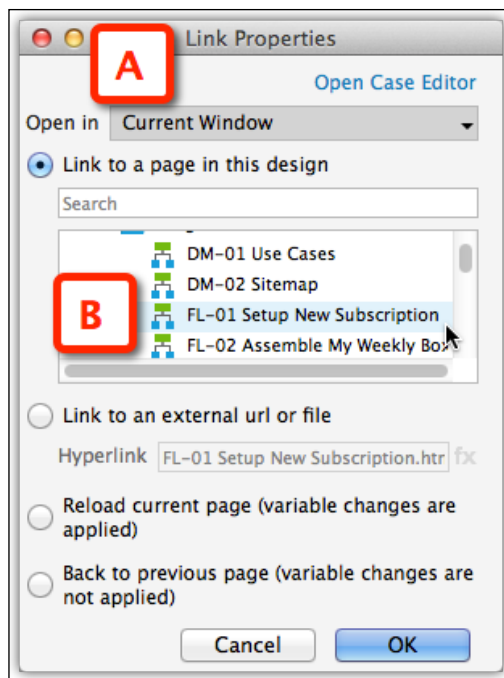 Link Properties
A
Open Case Editor
Open in Current Window
Link to a page in this design
Search
DM-01 Use Cases
DM-02 Sitemap
B
FL-01 Setup New Subscription
FL-02 Assemble My Weekly Box
Link to an external url or file
Hyperlink FL-01 Setup New Subscription.htr fx
Reload current page (variable changes are
applied)
Back to previous page (variable changes are
not applied)
Cancel OK